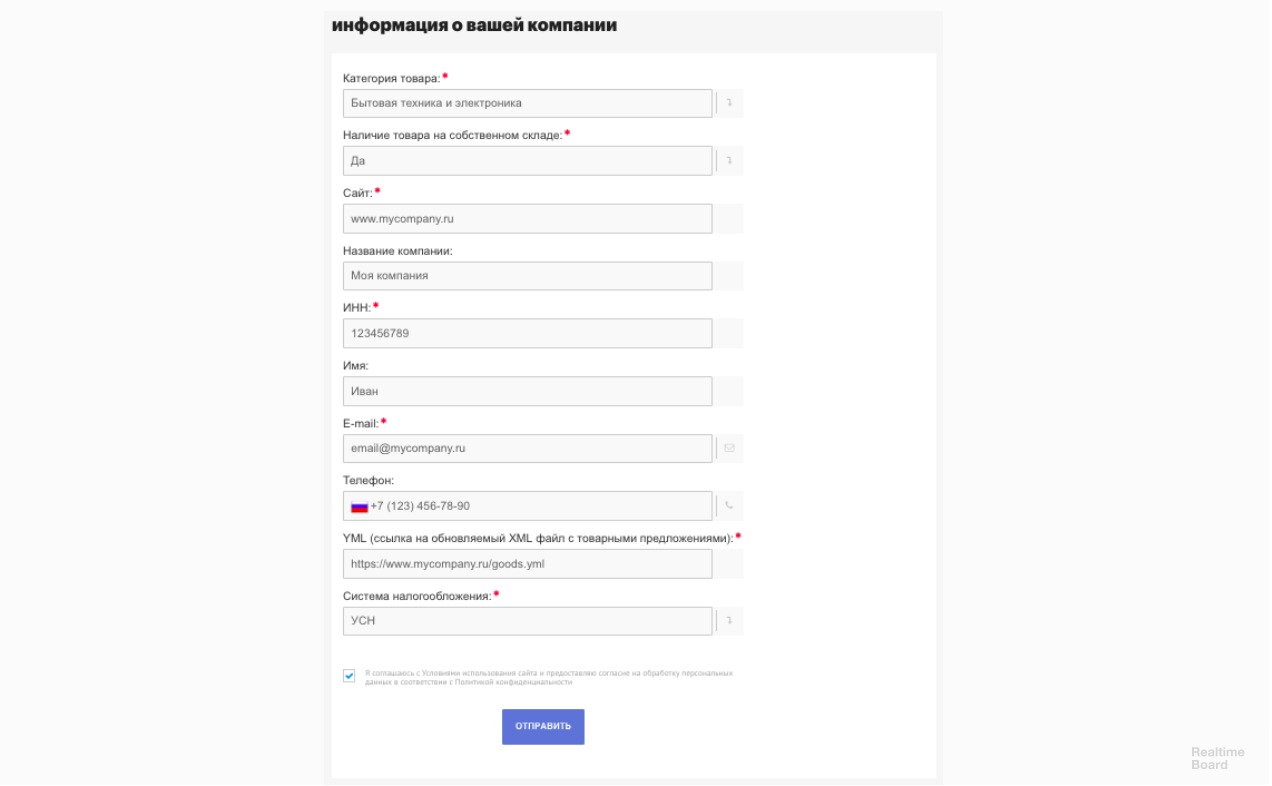 информация о вашей компании
Категория товара:*
Бытовая техника и электроника
Наличие товара на собственном складе:*
Да
Сайт:*
www.mycompany.ru
Название компании:
Моя компания
ИНН:*
123456789
Имя:
Иван
E-mail:*
email@mycompany.ru
Телефон:
+7 (123) 456-78-90
YML (ссылка на обновляемый XML файл с товарными предложениями):*
https://www.mycompany.ru/goods.yml
Система налогообложения:*
УСН
Я соглашаюсь с Условиями использования сайта и предоставляю согласие на обработку персональных
данных в соответствии с Политикой конфиденциальности
ОТПРАВИТЬ
Realtime
Board